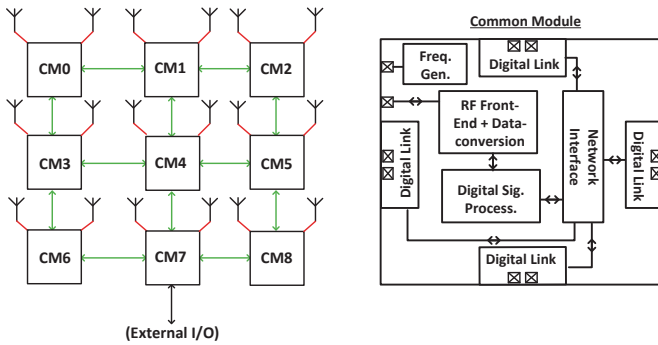 CM0
CM1
CM2
CM3
CM4
CM5
CM6
CM7
CM8
(External I/O)
Common Module
Freq.
Gen.
Digital Link
RF Front-
End + Data-
conversion
Digital Link
Network
Interface
Digital Link
Digital Sig.
Process.
Digital Link